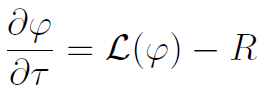 ∂φ/∂τ = 𝓛(φ) − R